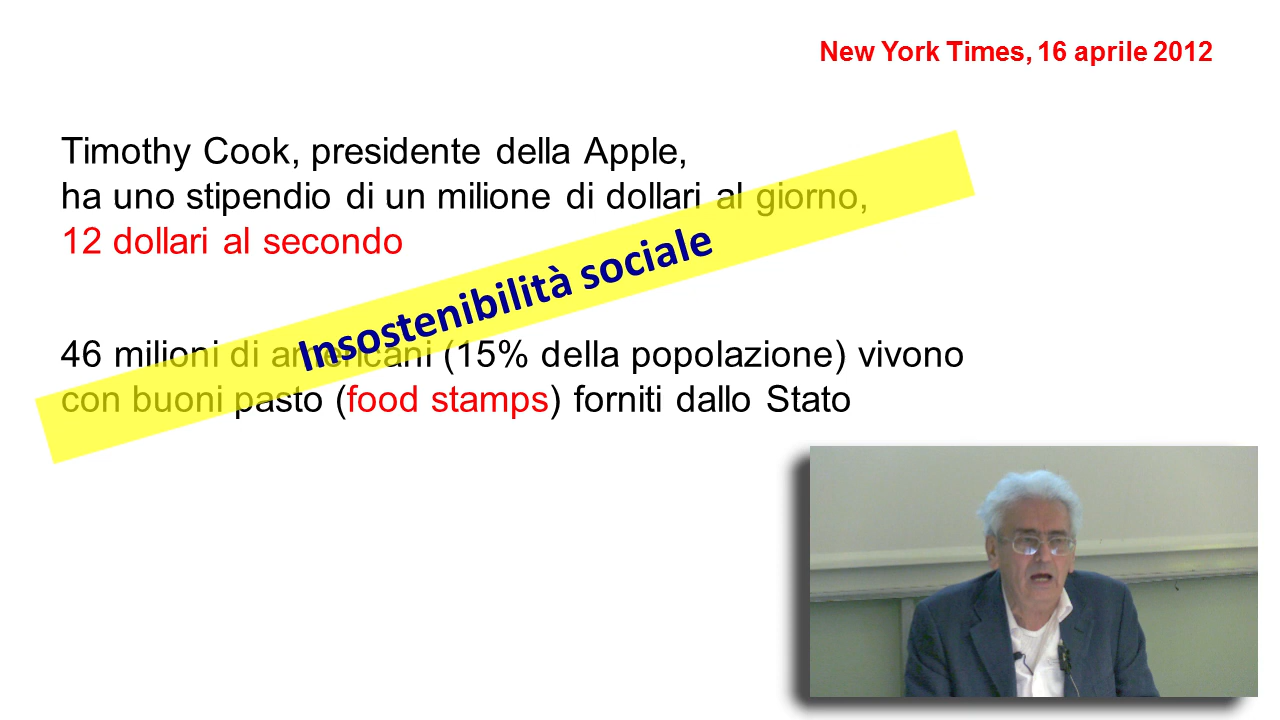 New York Times, 16 aprile 2012
Timothy Cook, presidente della Apple,
ha uno stipendio di un milione di dollari al giorno,
12 dollari al secondo
Insostenibilità sociale
46 milioni di americani (15% della popolazione) vivono
con buoni pasto (food stamps) forniti dallo Stato